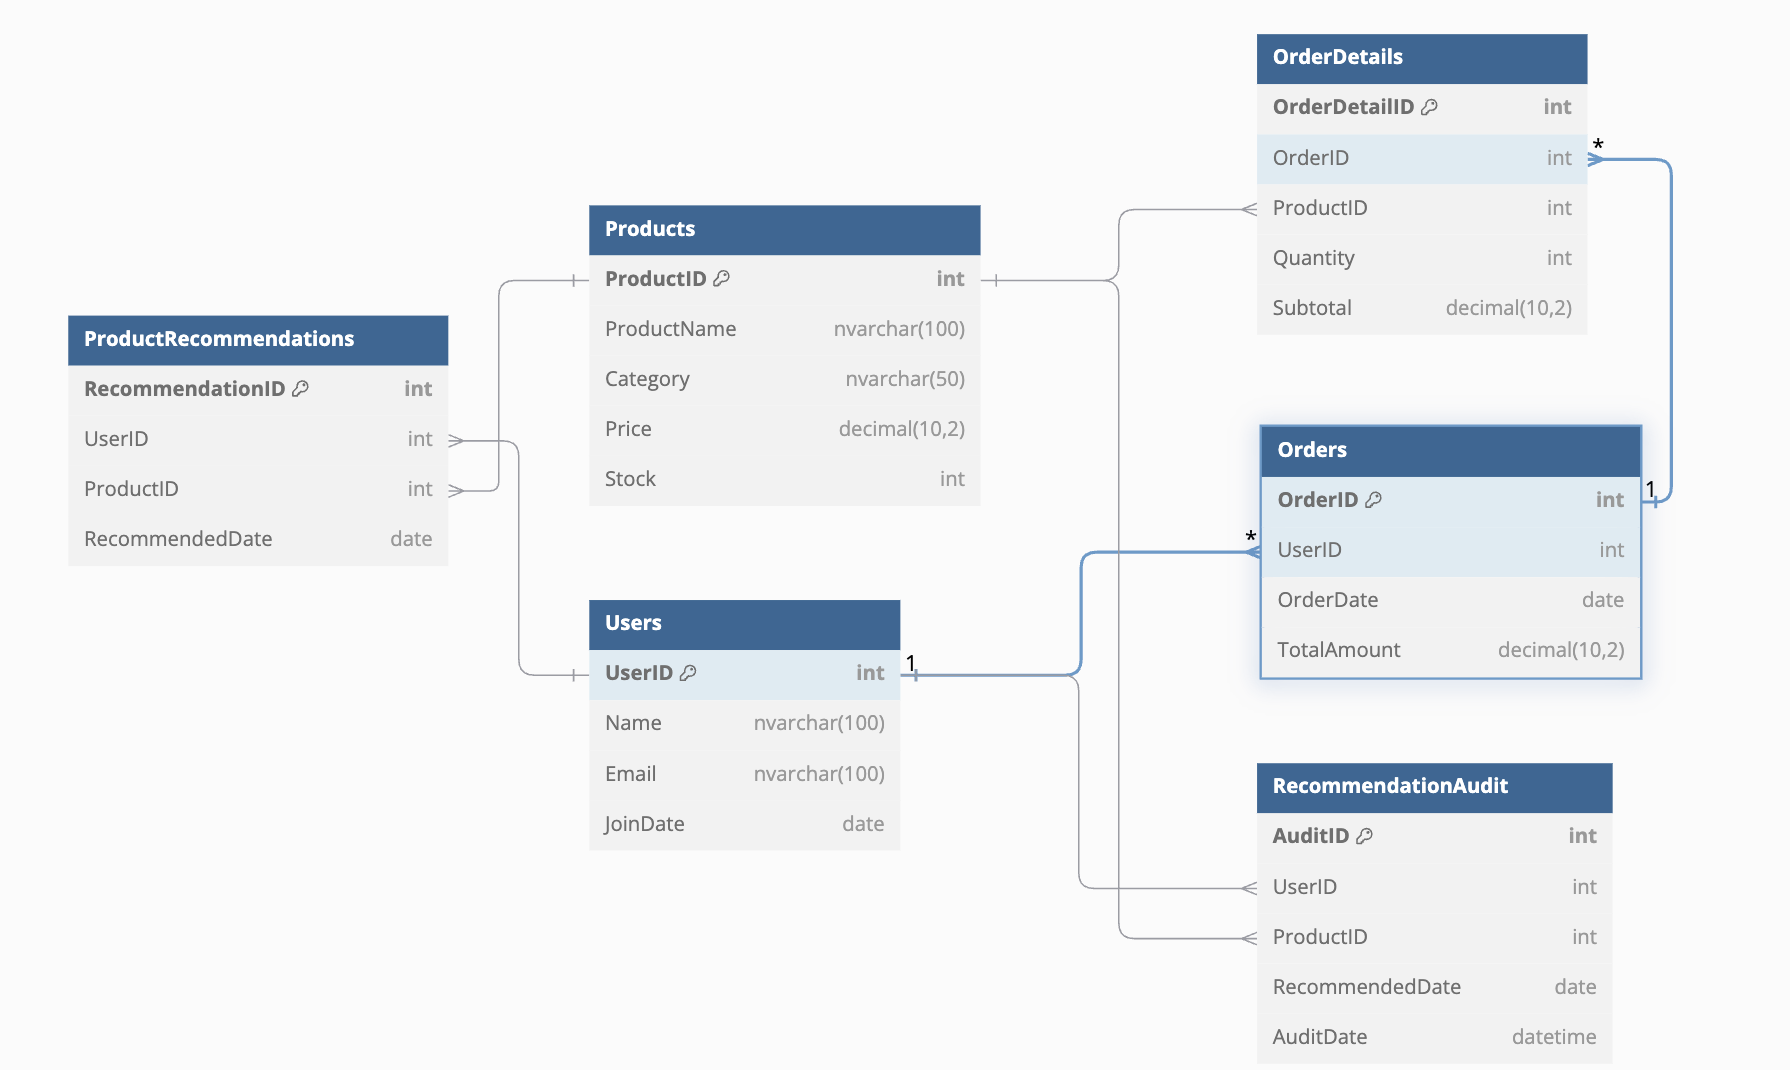 OrderDetails
OrderDetailID int
* 
OrderID int
ProductID int
Quantity int
Subtotal decimal(10,2)
Products
ProductID int
ProductName nvarchar(100)
Category nvarchar(50)
Price decimal(10,2)
Stock int
ProductRecommendations
RecommendationID int
UserID int
ProductID int
RecommendedDate date
Orders
OrderID int
1
*
UserID int
OrderDate date
TotalAmount decimal(10,2)
Users
1
UserID int
Name nvarchar(100)
Email nvarchar(100)
JoinDate date
RecommendationAudit
AuditID int
UserID int
ProductID int
RecommendedDate date
AuditDate datetime